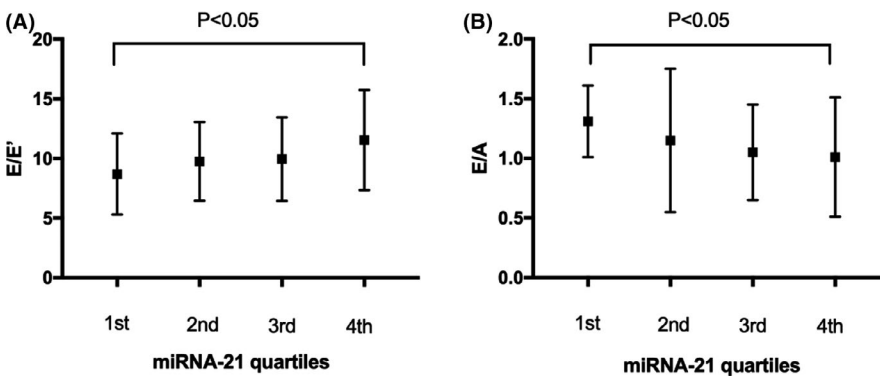 (A)
P<0.05
20
15
10
5
0
E/E'
1st 2nd 3rd 4th
miRNA-21 quartiles
(B)
P<0.05
2.0
1.5
1.0
0.5
0.0
E/A
1st 2nd 3rd 4th
miRNA-21 quartiles